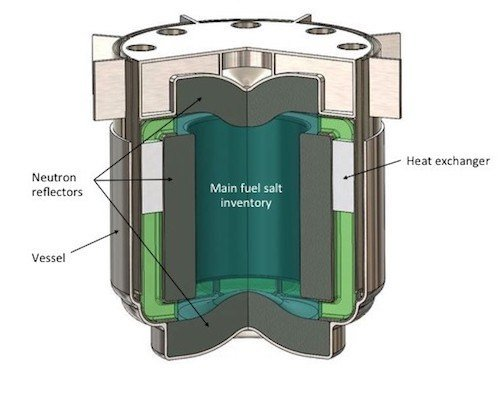 Neutron
reflectors
Vessel
Main fuel salt
inventory
Heat exchanger